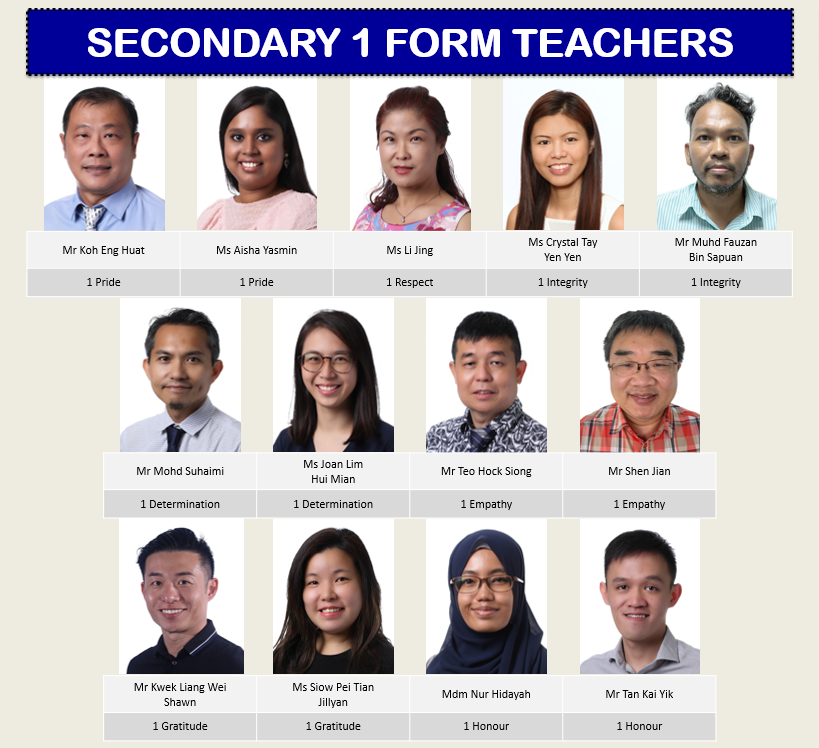 SECONDARY 1 FORM TEACHERS
Mr Koh Eng Huat
Ms Aisha Yasmin
Ms Li Jing
Ms Crystal Tay
Yen Yen
Mr Muhd Fauzan
Bin Sapuan
1 Pride
1 Pride
1 Respect
1 Integrity
1 Integrity
Mr Mohd Suhaimi
Ms Joan Lim
Hui Mian
Mr Teo Hock Siong
Mr Shen Jian
1 Determination
1 Determination
1 Empathy
1 Empathy
Mr Kwek Liang Wei
Shawn
Ms Siow Pei Tian
Jillyan
Mdm Nur Hidayah
Mr Tan Kai Yik
1 Gratitude
1 Gratitude
1 Honour
1 Honour